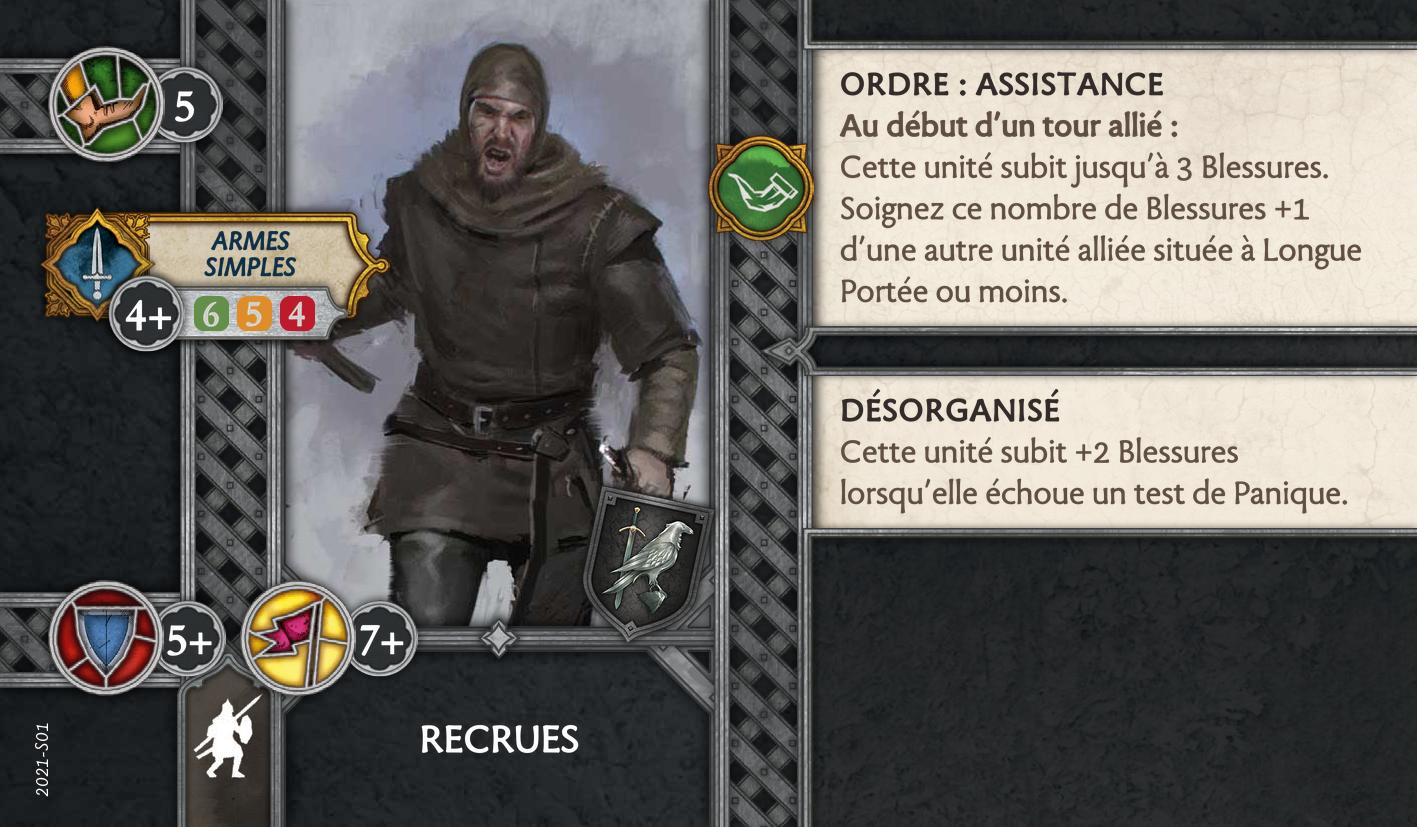 5
ARMES
SIMPLES
4+ 6 5 4
5+ 7+
RECRUES
2021-S01
ORDRE : ASSISTANCE
Au début d'un tour allié :
Cette unité subit jusqu'à 3 Blessures.
Soignez ce nombre de Blessures +1
d'une autre unité alliée située à Longue
Portée ou moins.
DÉSORGANISÉ
Cette unité subit +2 Blessures
lorsqu'elle échoue un test de Panique.